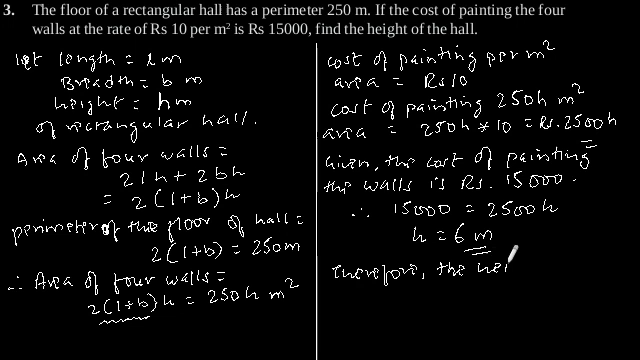 3. The floor of a rectangular hall has a perimeter 250 m. If the cost of painting the four
walls at the rate of Rs 10 per m² is Rs 15000, find the height of the hall.
let length = l m
Breadth = b m
height = h m
of rectangular hall.
Area of four walls =
2lh + 2bh
= 2(l+b)h
perimeter of the floor of hall =
2(l+b) = 250m
∴ Area of four walls =
2(l+b)h = 250h m²
cost of painting per m²
area = Rs 10
cost of painting 250h m²
area = 250h * 10 = Rs. 2500h
Given, the cost of painting
the walls is Rs. 15000.
∴ 15000 = 2500h
h = 6 m
Therefore, the hei